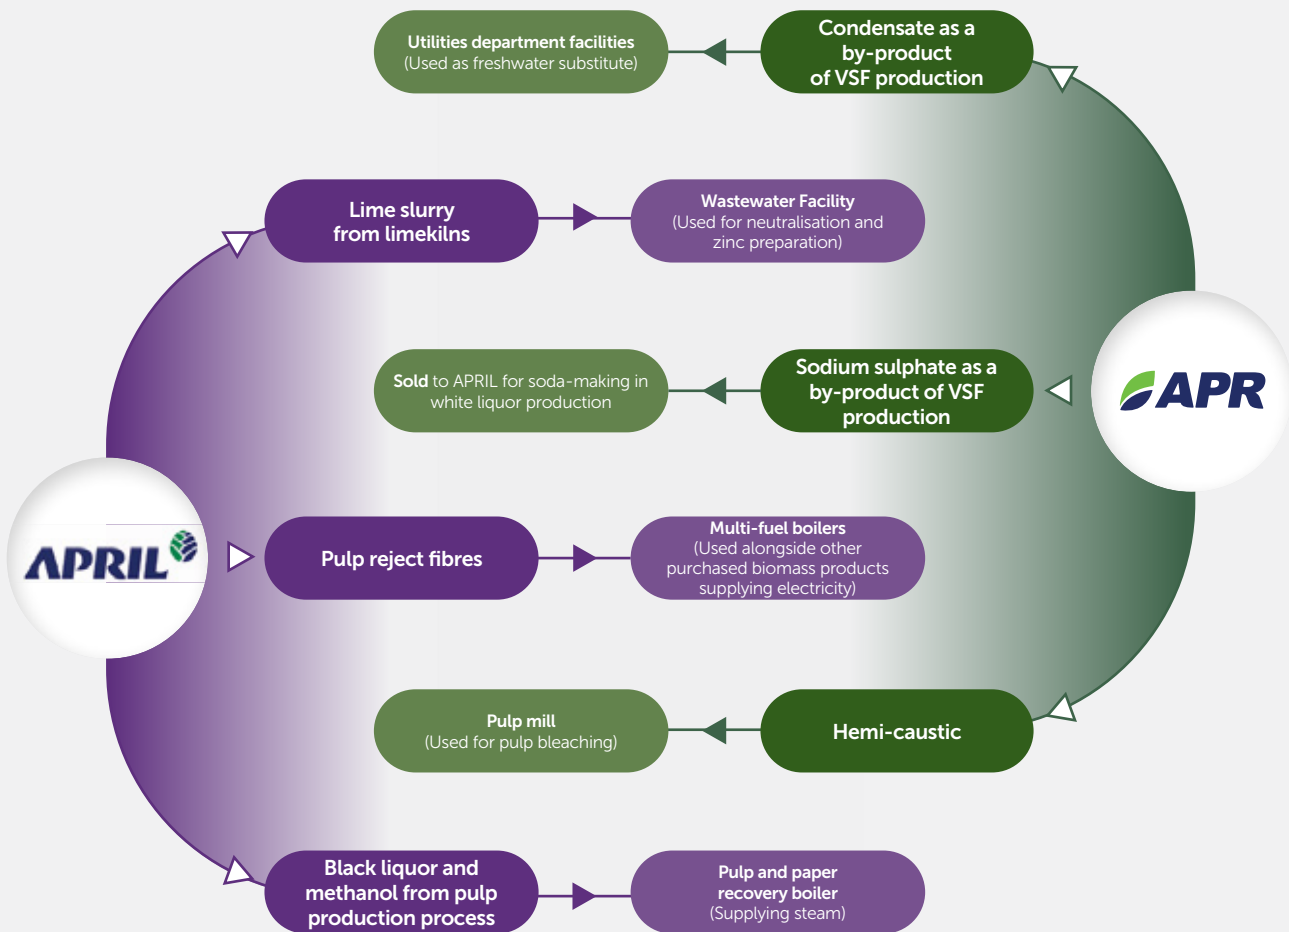 Utilities department facilities
(Used as freshwater substitute)
Condensate as a
by-product
of VSF production
Lime slurry
from limekilns
Wastewater Facility
(Used for neutralisation and
zinc preparation)
Sold to APRIL for soda-making in
white liquor production
Sodium sulphate as a
by-product of VSF
production
APR
APRIL
Pulp reject fibres
Multi-fuel boilers
(Used alongside other
purchased biomass products
supplying electricity)
Pulp mill
(Used for pulp bleaching)
Hemi-caustic
Black liquor and
methanol from pulp
production process
Pulp and paper
recovery boiler
(Supplying steam)